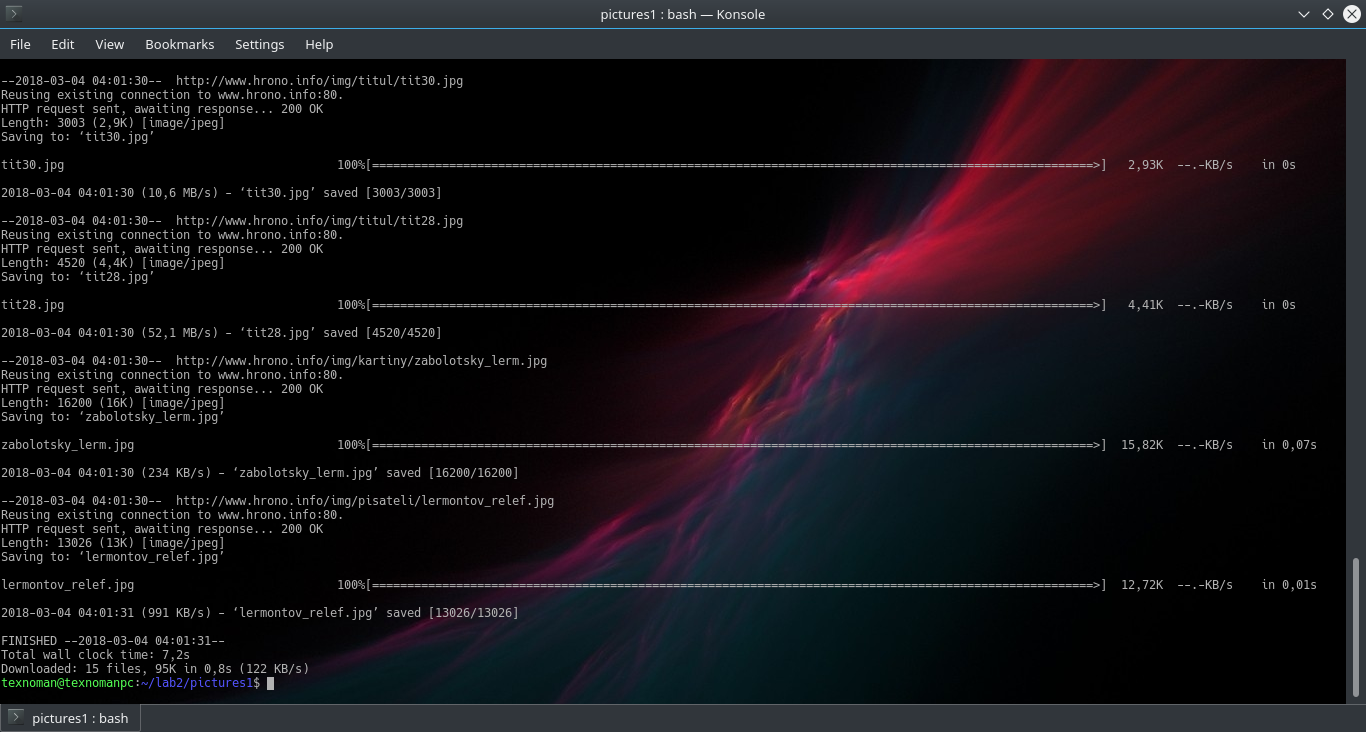 pictures1 : bash — Konsole
File Edit View Bookmarks Settings Help
--2018-03-04 04:01:30-- http://www.hrono.info/img/titul/tit30.jpg
Reusing existing connection to www.hrono.info:80.
HTTP request sent, awaiting response... 200 OK
Length: 3003 (2,9K) [image/jpeg]
Saving to: ‘tit30.jpg’
tit30.jpg 100%[=======================================================================================================>] 2,93K --.-KB/s in 0s
2018-03-04 04:01:30 (10,6 MB/s) - ‘tit30.jpg’ saved [3003/3003]
--2018-03-04 04:01:30-- http://www.hrono.info/img/titul/tit28.jpg
Reusing existing connection to www.hrono.info:80.
HTTP request sent, awaiting response... 200 OK
Length: 4520 (4,4K) [image/jpeg]
Saving to: ‘tit28.jpg’
tit28.jpg 100%[=======================================================================================================>] 4,41K --.-KB/s in 0s
2018-03-04 04:01:30 (52,1 MB/s) - ‘tit28.jpg’ saved [4520/4520]
--2018-03-04 04:01:30-- http://www.hrono.info/img/kartiny/zabolotsky_lerm.jpg
Reusing existing connection to www.hrono.info:80.
HTTP request sent, awaiting response... 200 OK
Length: 16200 (16K) [image/jpeg]
Saving to: ‘zabolotsky_lerm.jpg’
zabolotsky_lerm.jpg 100%[=======================================================================================================>] 15,82K --.-KB/s in 0,07s
2018-03-04 04:01:30 (234 KB/s) - ‘zabolotsky_lerm.jpg’ saved [16200/16200]
--2018-03-04 04:01:30-- http://www.hrono.info/img/pisateli/lermontov_relef.jpg
Reusing existing connection to www.hrono.info:80.
HTTP request sent, awaiting response... 200 OK
Length: 13026 (13K) [image/jpeg]
Saving to: ‘lermontov_relef.jpg’
lermontov_relef.jpg 100%[=======================================================================================================>] 12,72K --.-KB/s in 0,01s
2018-03-04 04:01:31 (991 KB/s) - ‘lermontov_relef.jpg’ saved [13026/13026]
FINISHED --2018-03-04 04:01:31--
Total wall clock time: 7,2s
Downloaded: 15 files, 95K in 0,8s (122 KB/s)
texnoman@texnomanpc:~/lab2/pictures1$
pictures1 : bash